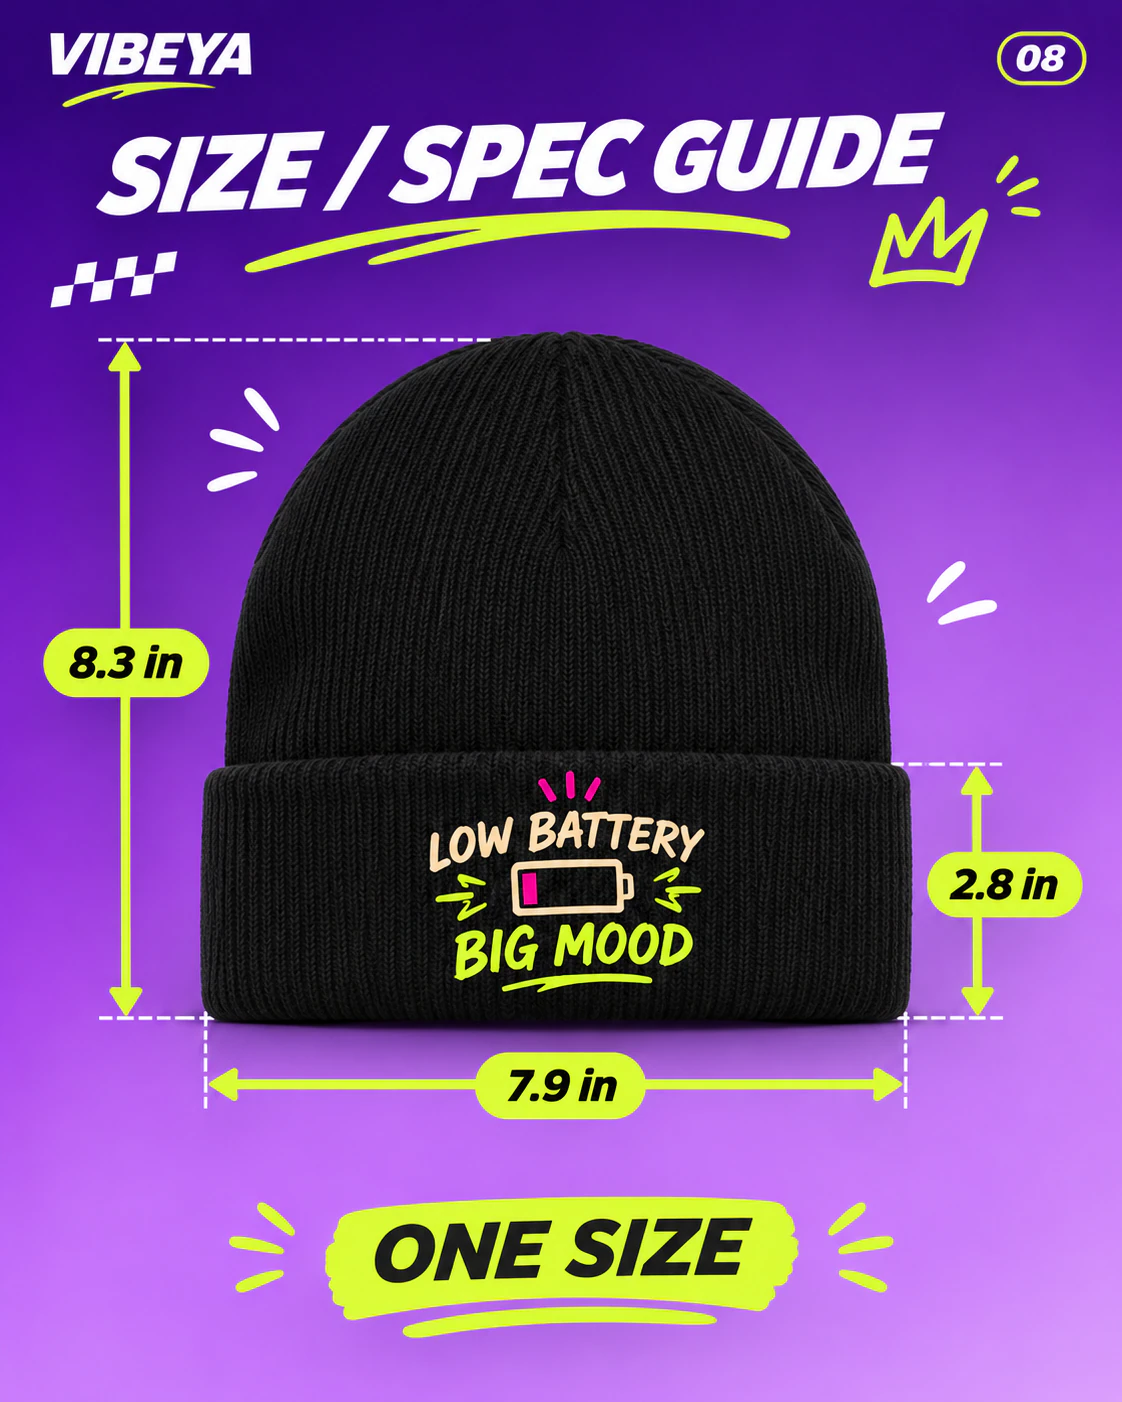 VIBEYA
08
SIZE / SPEC GUIDE
8.3 in
LOW BATTERY
BIG MOOD
2.8 in
7.9 in
ONE SIZE